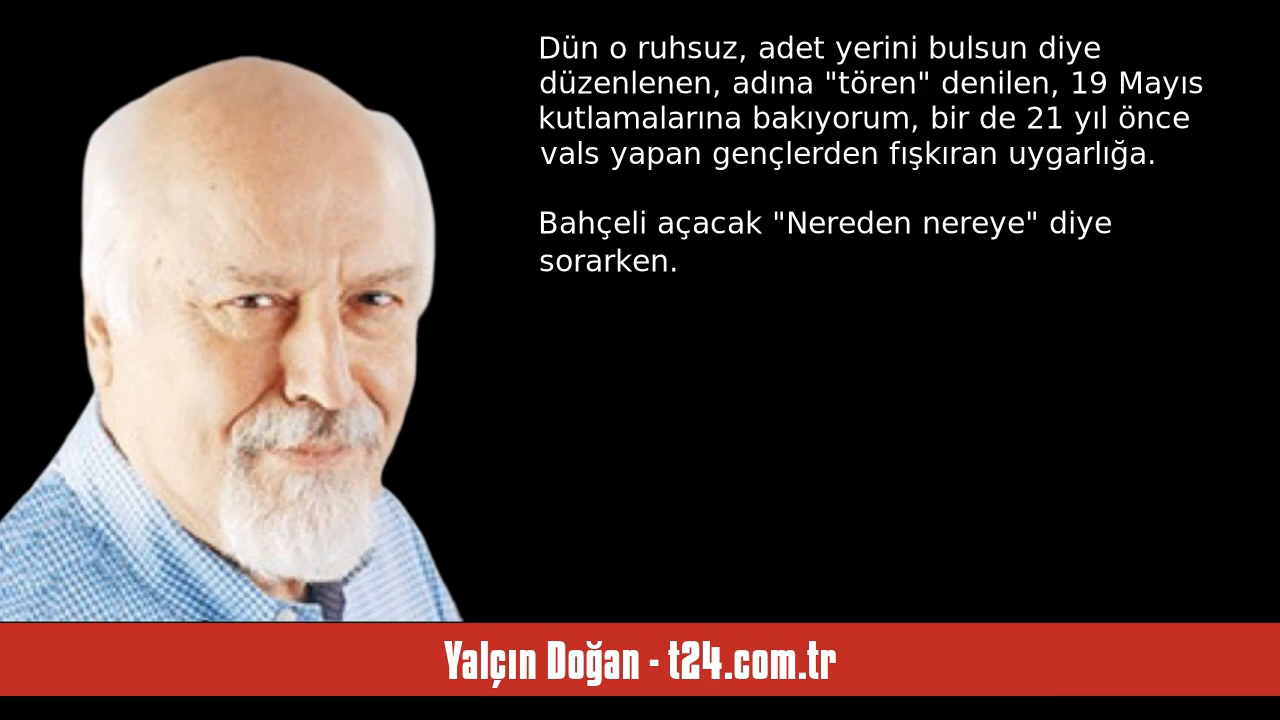 Dün o ruhsuz, adet yerini bulsun diye
düzenlenen, adına "tören" denilen, 19 Mayıs
kutlamalarına bakıyorum, bir de 21 yıl önce
vals yapan gençlerden fışkıran uygarlığa.
Bahçeli açacak "Nereden nereye" diye
sorarken.
Yalçın Doğan - t24.com.tr